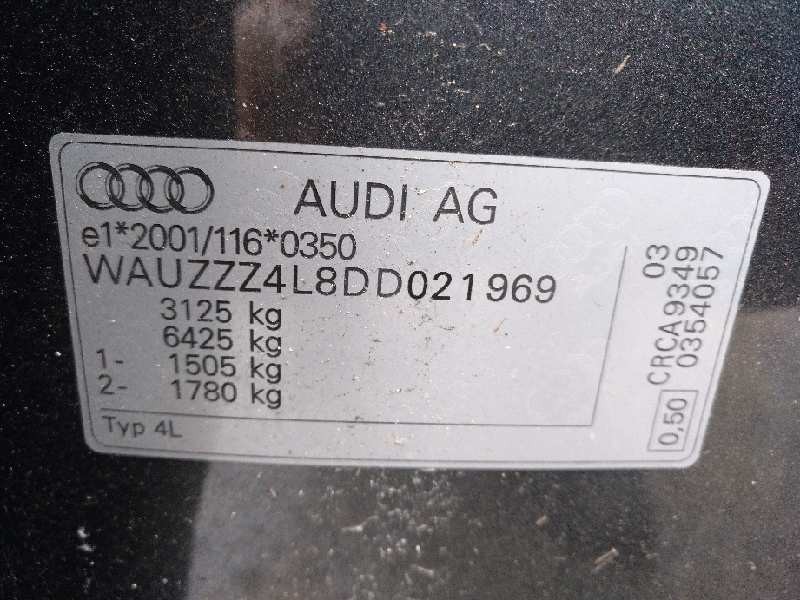 AUDI AG
e1*2001/116*0350
WAUZZZ4L8DD021969
3125 kg
6425 kg
1- 1505 kg
2- 1780 kg
Typ 4L
03
CRCA9349
0,50 0354057